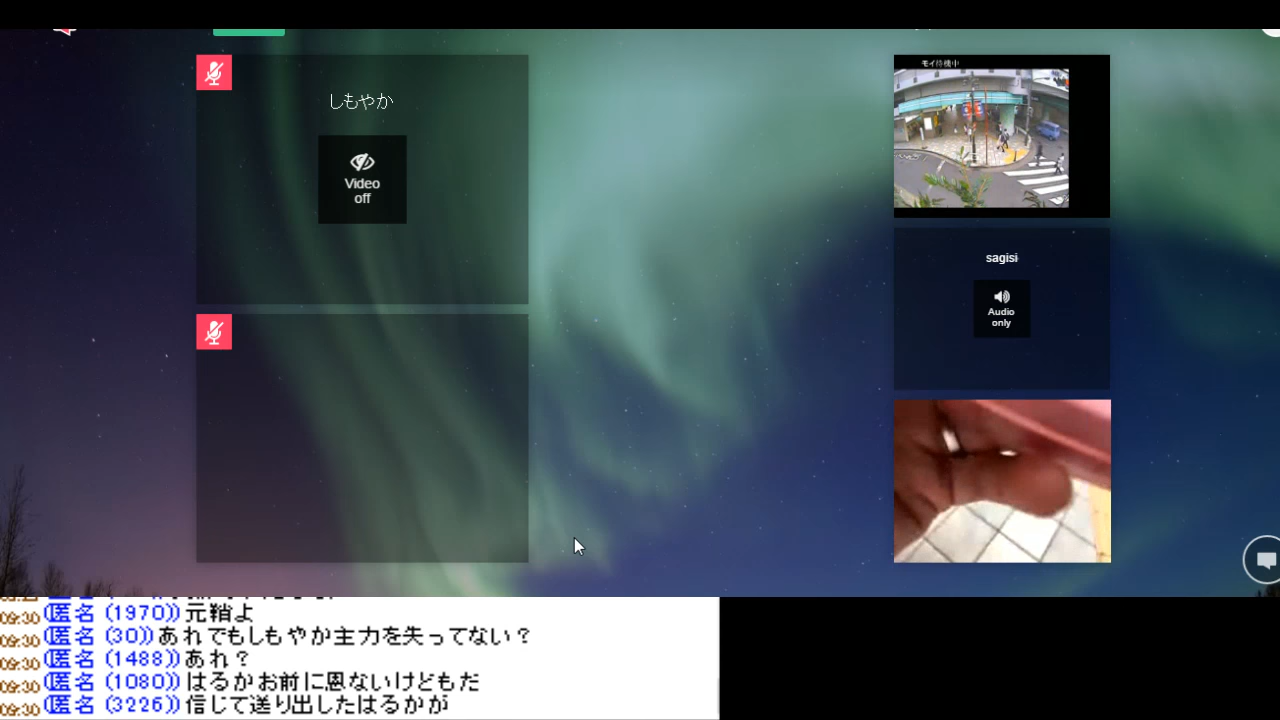 しもやか
Video
off
モイ待機中
sagisi
Audio
only
09:30 (匿名 (1970)) 元鞘よ
09:30 (匿名 (30)) あれでもしもやか主力を失ってない？
09:30 (匿名 (1488)) あれ？
09:30 (匿名 (1080)) はるかお前に恩ないけどもだ
09:30 (匿名 (3226)) 信じて送り出したはるかが